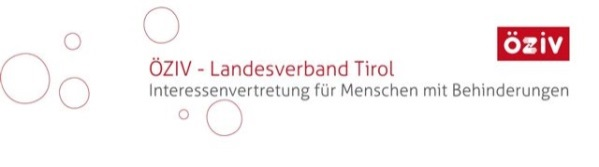 öziv
ÖZIV - Landesverband Tirol
Interessenvertretung für Menschen mit Behinderungen